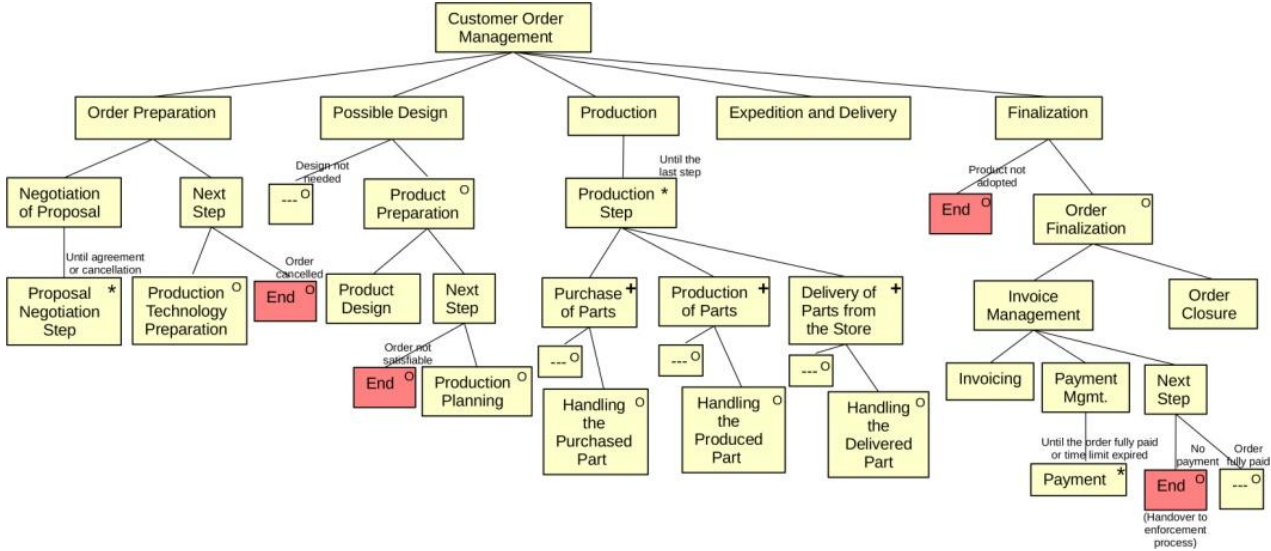 Customer Order
Management
Order Preparation
Possible Design
Production
Expedition and Delivery
Finalization
Negotiation
of Proposal
Next
Step
Design not
needed
--- O
Product O
Preparation
Until the
last step
Production *
Step
Product not
adopted
End O
Order O
Finalization
Until agreement
or cancellation
Proposal *
Negotiation
Step
Production O
Technology
Preparation
Order
cancelled
End O
Product
Design
Next
Step
Purchase +
of Parts
Production +
of Parts
Delivery of +
Parts from
the Store
Invoice
Management
Order
Closure
Order not
satisfiable
End O
Production O
Planning
--- O
Handling O
the
Purchased
Part
--- O
Handling O
the
Produced
Part
--- O
Handling O
the
Delivered
Part
Invoicing
Payment
Mgmt.
Next
Step
Until the order fully paid
or time limit expired
Payment *
No
payment
End O
(Handover to
enforcement
process)
Order
fully paid
--- O